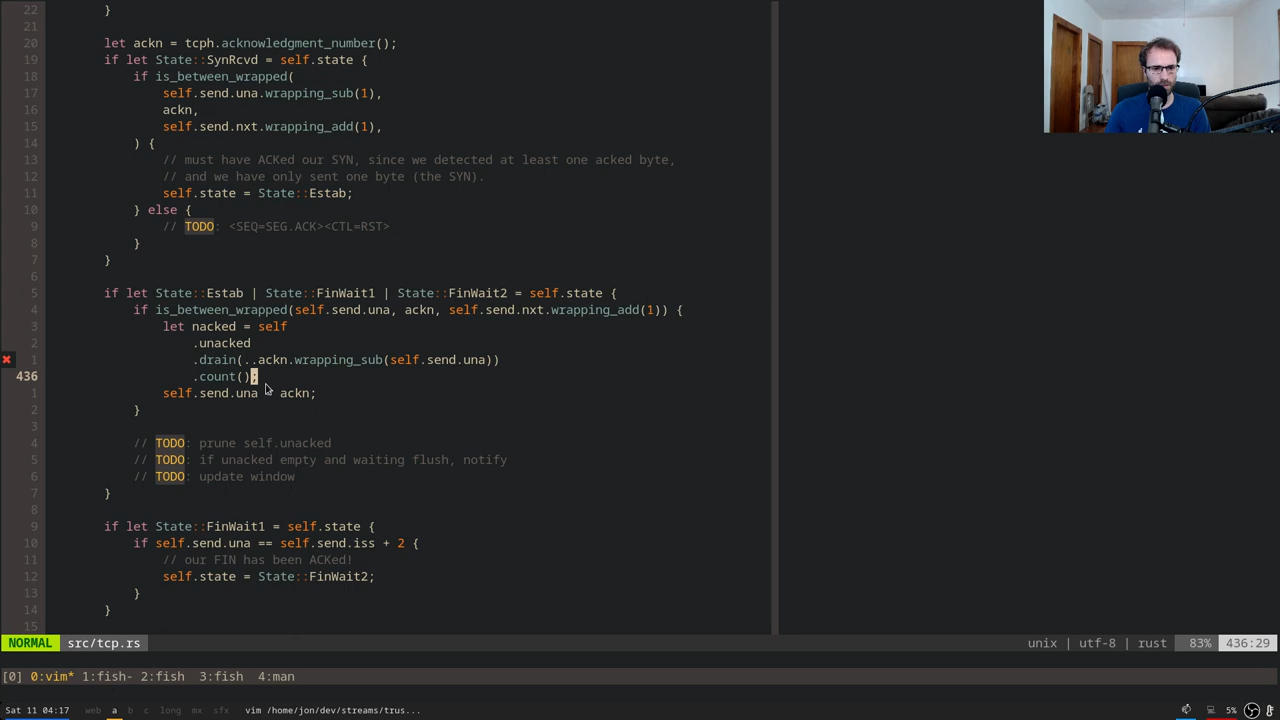 22 }
21
20 let ackn = tcph.acknowledgment_number();
19 if let State::SynRcvd = self.state {
18 if is_between_wrapped(
17 self.send.una.wrapping_sub(1),
16 ackn,
15 self.send.nxt.wrapping_add(1),
14 ) {
13 // must have ACKed our SYN, since we detected at least one acked byte,
12 // and we have only sent one byte (the SYN).
11 self.state = State::Estab;
10 } else {
9 // TODO: <SEQ=SEG.ACK><CTL=RST>
8 }
7 }
6
5 if let State::Estab | State::FinWait1 | State::FinWait2 = self.state {
4 if is_between_wrapped(self.send.una, ackn, self.send.nxt.wrapping_add(1)) {
3 let nacked = self
2 .unacked
1 .drain(..ackn.wrapping_sub(self.send.una))
436 .count();
1 self.send.una = ackn;
2 }
3
4 // TODO: prune self.unacked
5 // TODO: if unacked empty and waiting flush, notify
6 // TODO: update window
7 }
8
9 if let State::FinWait1 = self.state {
10 if self.send.una == self.send.iss + 2 {
11 // our FIN has been ACKed!
12 self.state = State::FinWait2;
13 }
14 }
15
NORMAL src/tcp.rs unix | utf-8 | rust 83% 436:29
[0] 0:vim* 1:fish- 2:fish 3:fish 4:man
Sat 11 04:17 web a b c long mx sfx vim /home/jon/dev/streams/trus... 5%